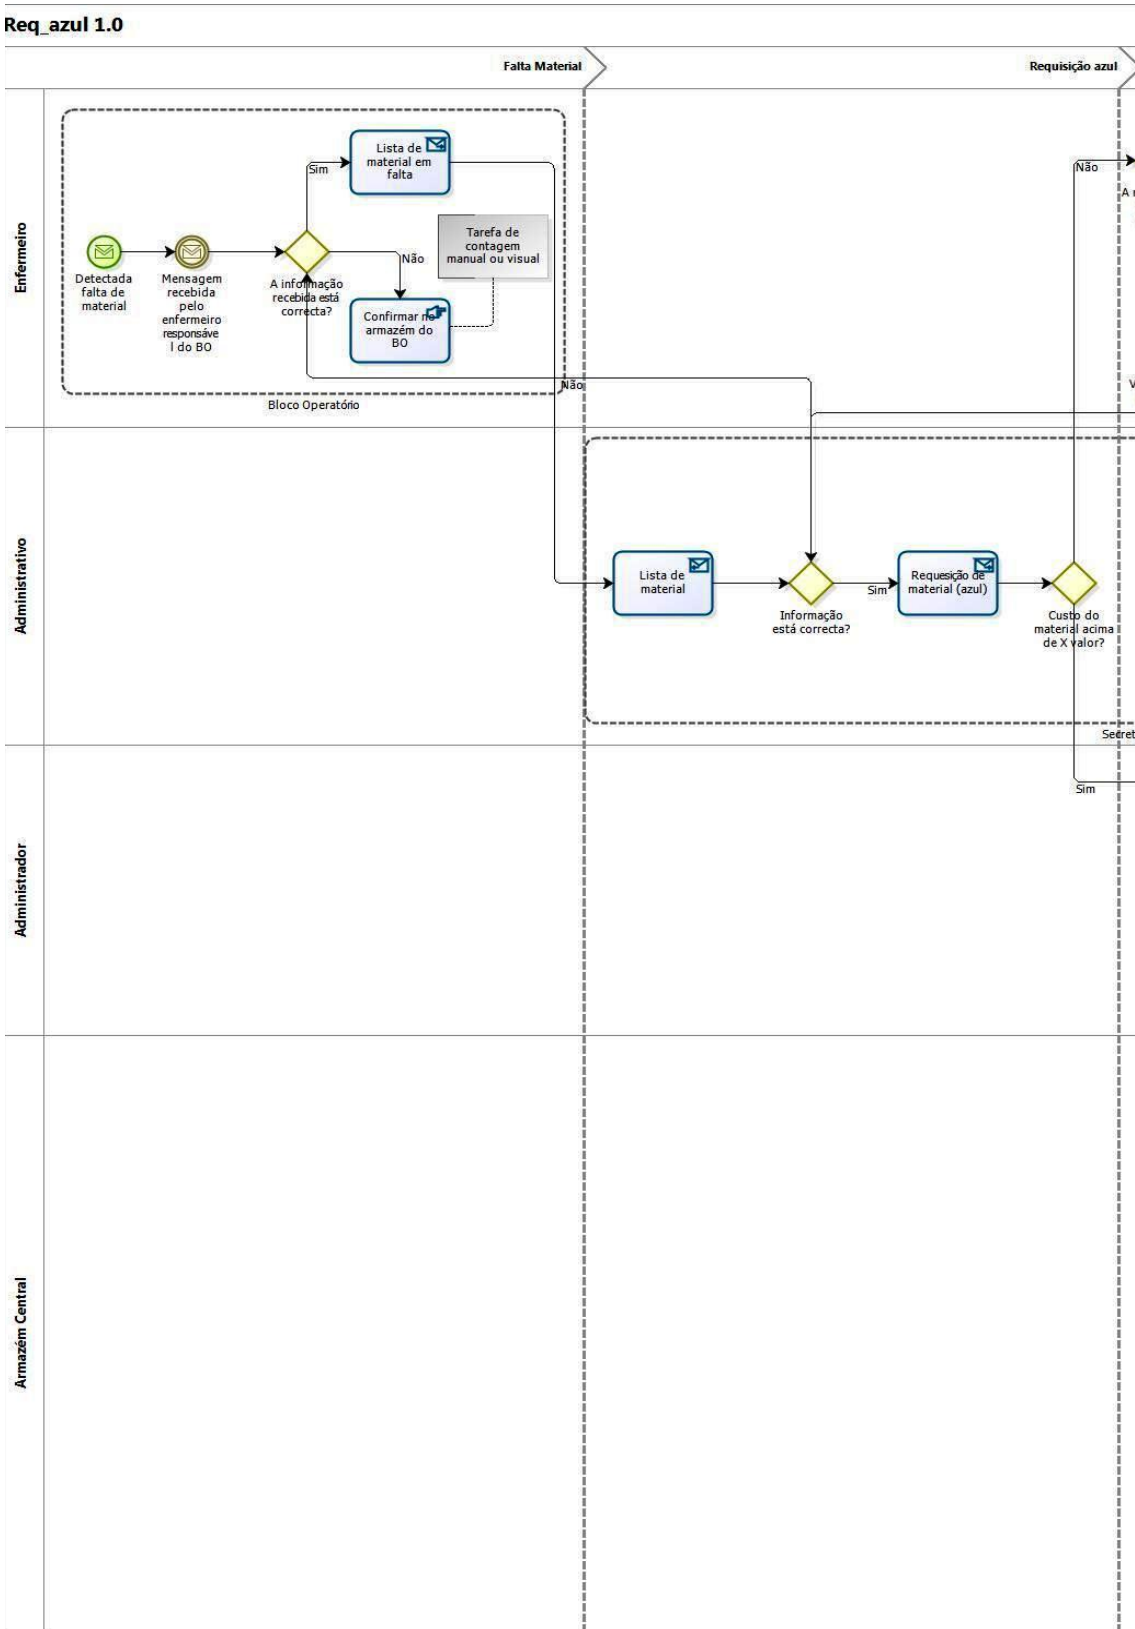 Req_azul 1.0
Falta Material
Requisição azul
Enfermeiro
Lista de
material em
falta
Sim
Tarefa de
contagem
manual ou visual
Não
Detectada
falta de
material
Mensagem
recebida
pelo
enfermeiro
responsáve
l do BO
A informação
recebida está
correcta?
Confirmar no
armazém do
BO
Não
Bloco Operatório
Não
A
V
Administrativo
Lista de
material
Informação
está correcta?
Sim
Requesição de
material (azul)
Custo do
material acima
de X valor?
Secret
Sim
Administrador
Armazém Central